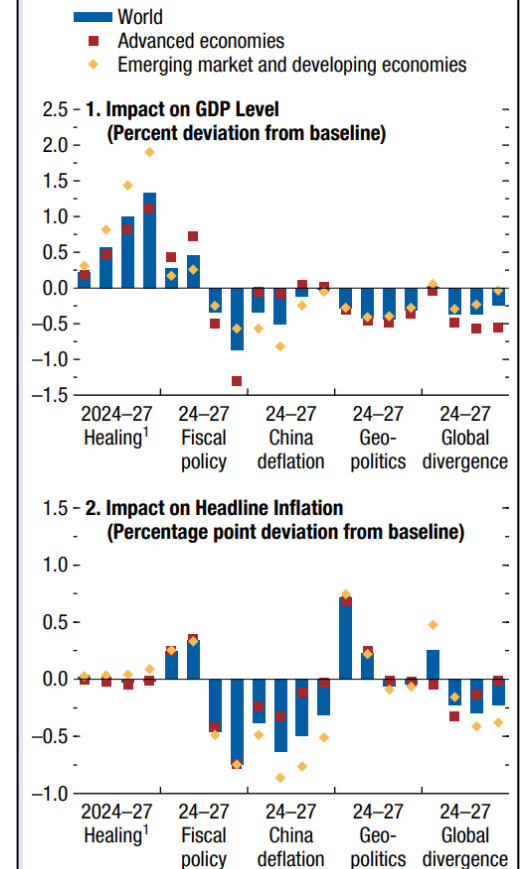 World
Advanced economies
Emerging market and developing economies
1. Impact on GDP Level
(Percent deviation from baseline)
2.5
2.0
1.5
1.0
0.5
0.0
–0.5
–1.0
–1.5
2024–27 24–27 24–27 24–27 24–27
Healing1 Fiscal China Geo- Global
policy deflation politics divergence
2. Impact on Headline Inflation
(Percentage point deviation from baseline)
1.5
1.0
0.5
0.0
–0.5
–1.0
2024–27 24–27 24–27 24–27 24–27
Healing1 Fiscal China Geo- Global
policy deflation politics divergence